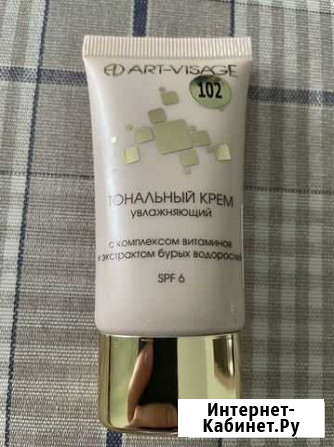 ART-VISAGE
102
ТОНАЛЬНЫЙ КРЕМ
увлажняющий
с комплексом витаминов
и экстрактом бурых водорослей
SPF 6
Интернет-
Кабинет.Ру